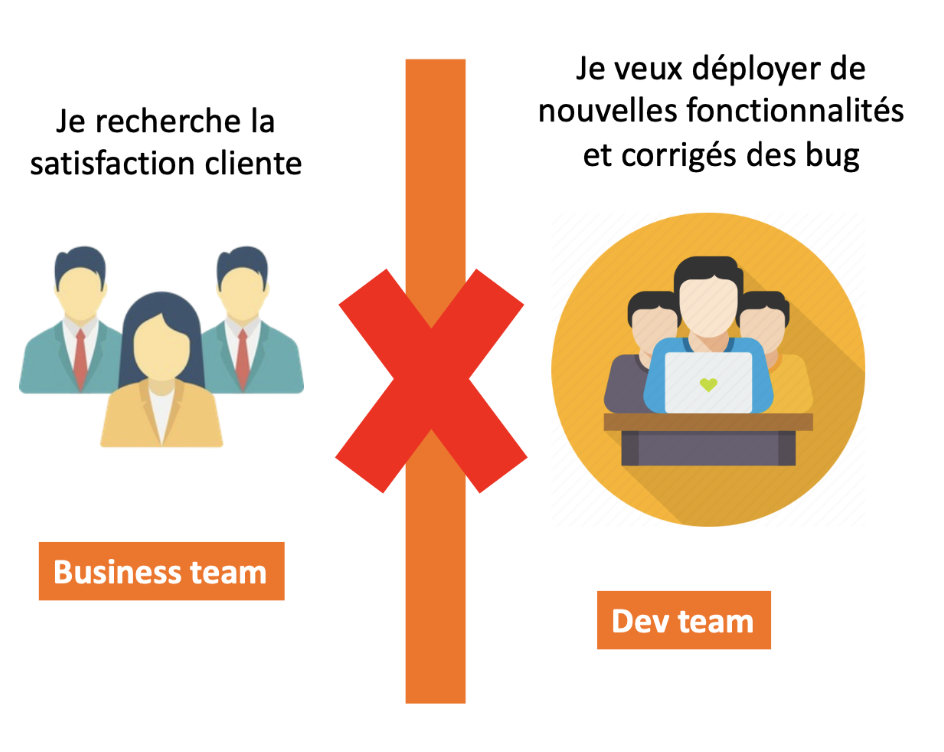 Je recherche la
satisfaction cliente
Je veux déployer de
nouvelles fonctionnalités
et corrigés des bug
Business team
Dev team